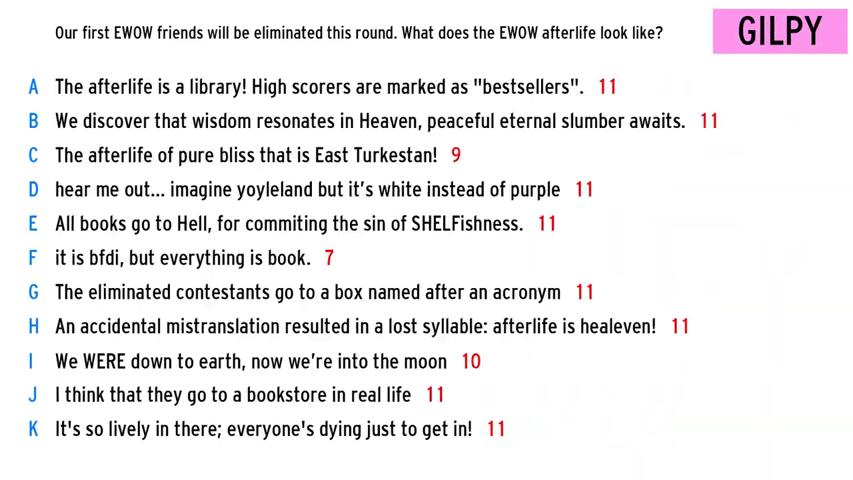 Our first EWOW friends will be eliminated this round. What does the EWOW afterlife look like?
GILPY
A The afterlife is a library! High scorers are marked as "bestsellers". 11
B We discover that wisdom resonates in Heaven, peaceful eternal slumber awaits. 11
C The afterlife of pure bliss that is East Turkestan! 9
D hear me out... imagine yoyleland but it's white instead of purple 11
E All books go to Hell, for commiting the sin of SHELFishness. 11
F it is bfdi, but everything is book. 7
G The eliminated contestants go to a box named after an acronym 11
H An accidental mistranslation resulted in a lost syllable: afterlife is healeven! 11
I We WERE down to earth, now we're into the moon 10
J I think that they go to a bookstore in real life 11
K It's so lively in there; everyone's dying just to get in! 11